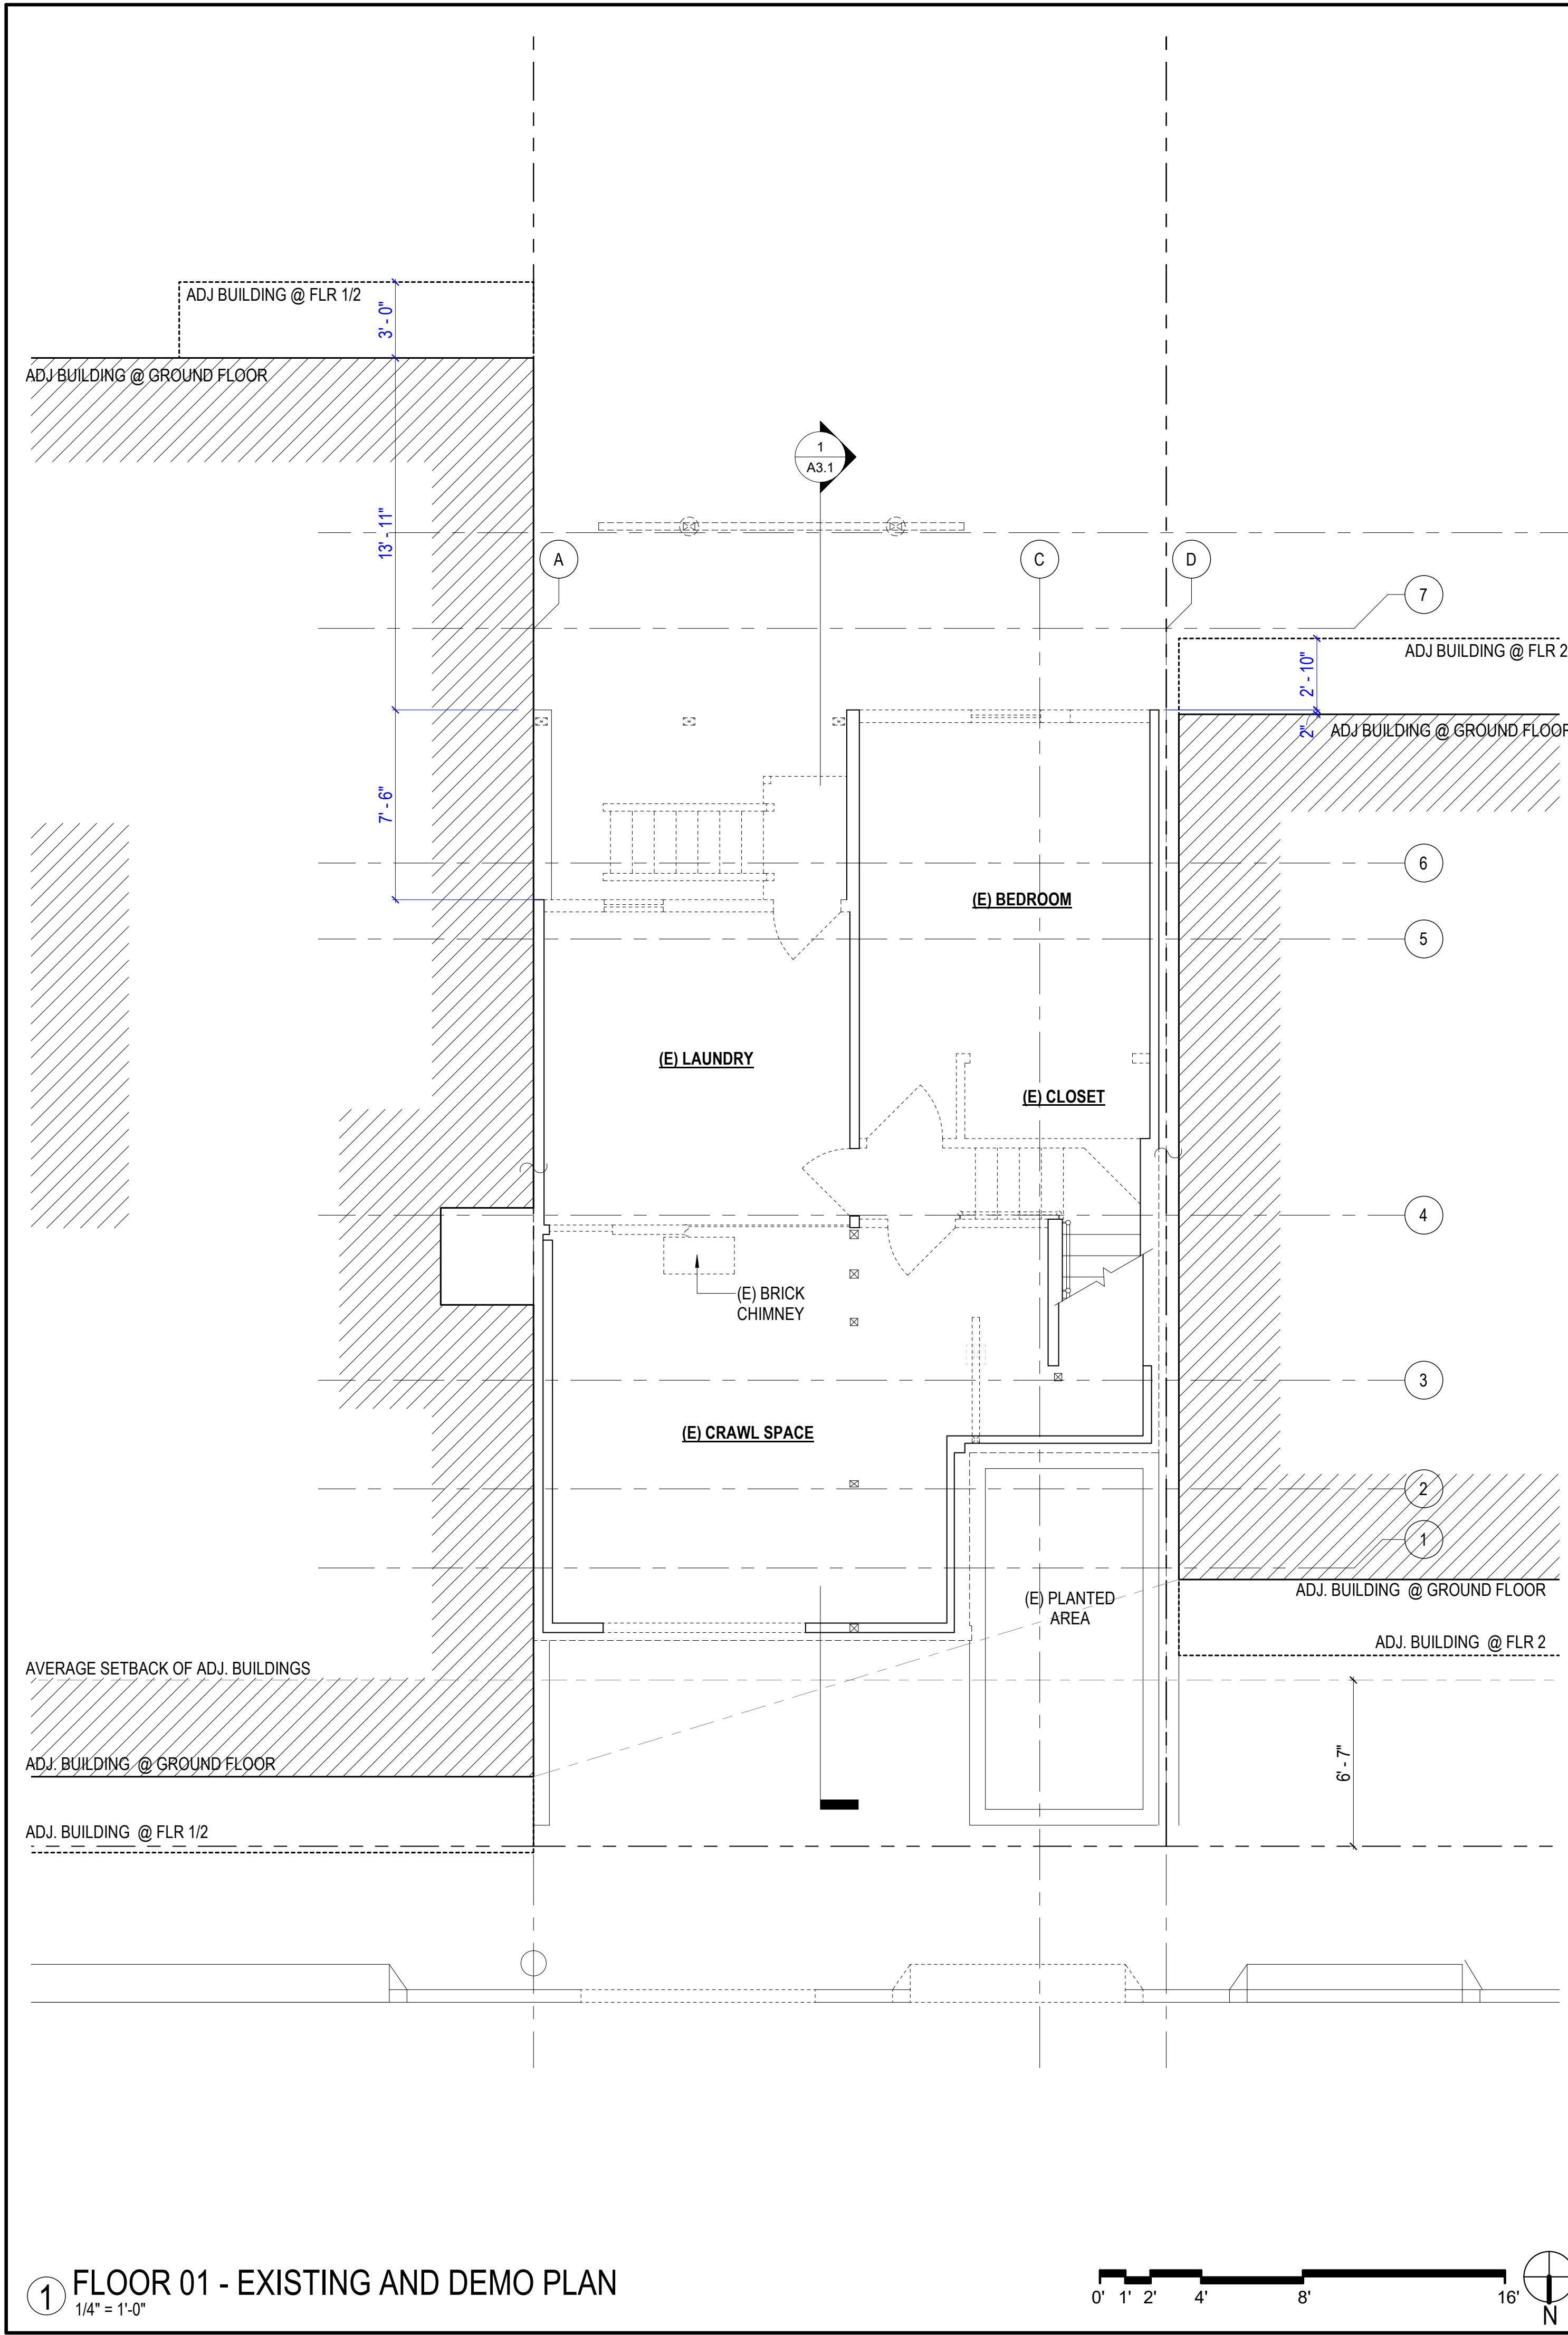 ADJ BUILDING @ FLR 1/2
3' - 0"
ADJ BUILDING @ GROUND FLOOR
1
A3.1
13' - 11"
A
C
D
7
ADJ BUILDING @ FLR 2
2' - 10"
2"
ADJ BUILDING @ GROUND FLOOR
7' - 6"
6
(E) BEDROOM
5
(E) LAUNDRY
(E) CLOSET
4
(E) BRICK
CHIMNEY
3
(E) CRAWL SPACE
2
1
(E) PLANTED
AREA
ADJ. BUILDING @ GROUND FLOOR
ADJ. BUILDING @ FLR 2
AVERAGE SETBACK OF ADJ. BUILDINGS
6' - 7"
ADJ. BUILDING @ GROUND FLOOR
ADJ. BUILDING @ FLR 1/2
1
FLOOR 01 - EXISTING AND DEMO PLAN
1/4" = 1'-0"
0' 1' 2' 4' 8' 16'
N